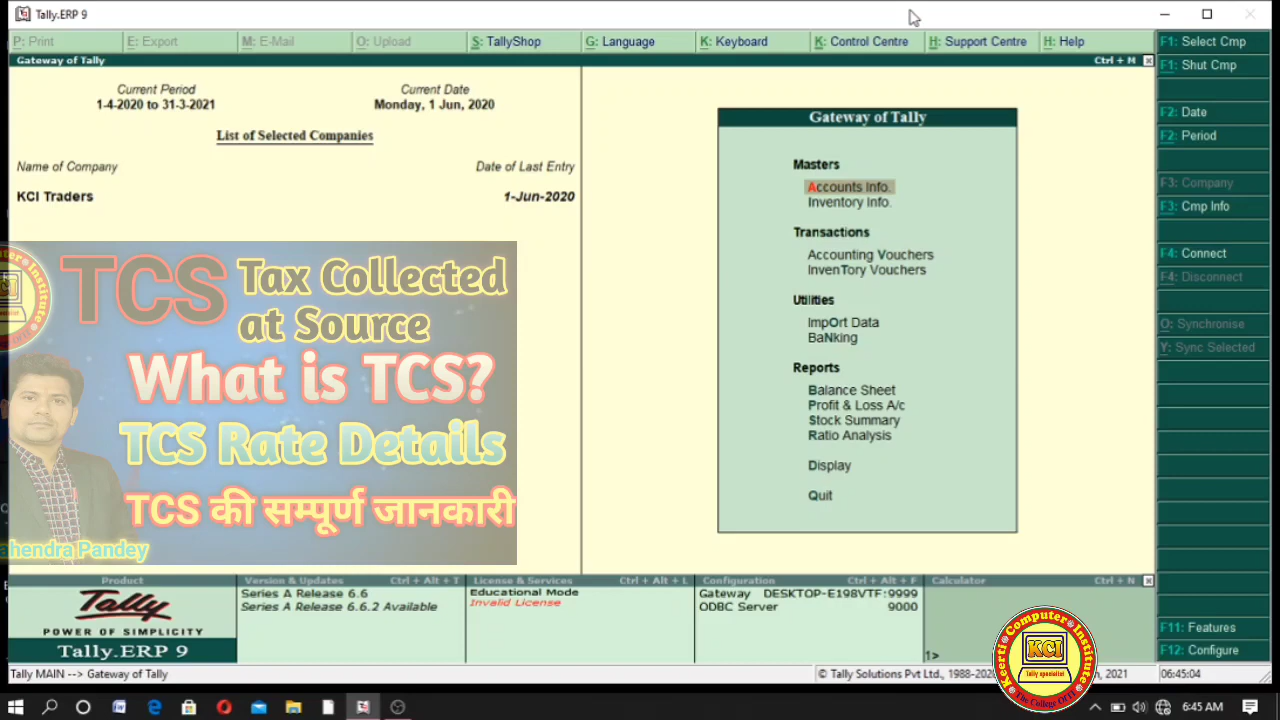 Tally.ERP 9
P: Print
E: Export
M: E-Mail
O: Upload
S: TallyShop
G: Language
K: Keyboard
K: Control Centre
H: Support Centre
H: Help
F1: Select Cmp
F1: Shut Cmp
F2: Date
F2: Period
F3: Company
F3: Cmp Info
F4: Connect
F4: Disconnect
O: Synchronise
Y: Sync Selected
F11: Features
F12: Configure
Gateway of Tally
Ctrl + M
Current Period
1-4-2020 to 31-3-2021
Current Date
Monday, 1 Jun, 2020
List of Selected Companies
Name of Company
Date of Last Entry
KCI Traders
1-Jun-2020
TCS Tax Collected
at Source
What is TCS?
TCS Rate Details
TCS की सम्पूर्ण जानकारी
ahendra Pandey
Gateway of Tally
Masters
Accounts Info.
Inventory Info.
Transactions
Accounting Vouchers
InvenTory Vouchers
Utilities
ImpOrt Data
BaNking
Reports
Balance Sheet
Profit & Loss A/c
Stock Summary
Ratio Analysis
Display
Quit
Product
Tally
POWER OF SIMPLICITY
Tally.ERP 9
Version & Updates
Ctrl + Alt + T
Series A Release 6.6
Series A Release 6.6.2 Available
License & Services
Ctrl + Alt + L
Educational Mode
Invalid License
Configuration
Ctrl + Alt + F
Gateway DESKTOP-E198VTF:9999
ODBC Server 9000
Calculator
Ctrl + N
1>
Keerti Computer Institute
KCI
Tally specialist
Tally MAIN --> Gateway of Tally
© Tally Solutions Pvt Ltd., 1988-202
, 2021
06:45:04
6:45 AM